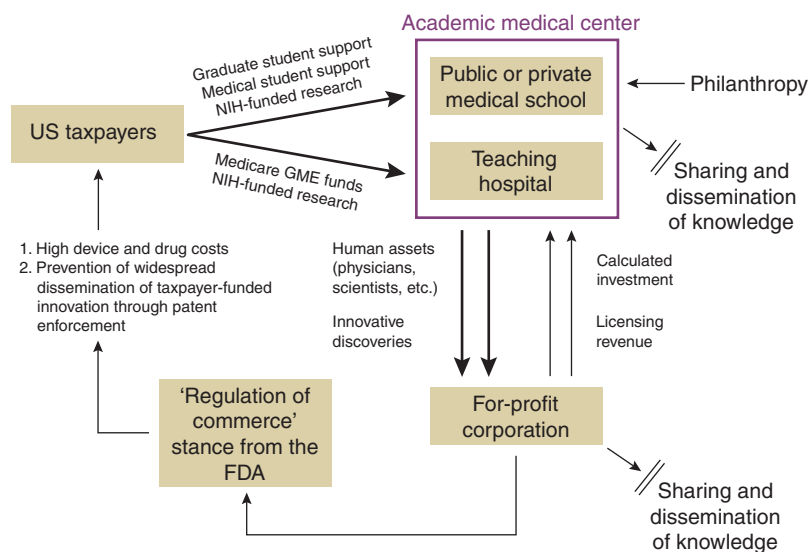 Academic medical center
Graduate student support
Medical student support
NIH-funded research
Public or private
medical school
Philanthropy
US taxpayers
Teaching
hospital
Medicare GME funds
NIH-funded research
Sharing and
dissemination
of knowledge
1. High device and drug costs
2. Prevention of widespread
dissemination of taxpayer-funded
innovation through patent
enforcement
Human assets
(physicians,
scientists, etc.)
Innovative
discoveries
Calculated
investment
Licensing
revenue
‘Regulation of
commerce’
stance from the
FDA
For-profit
corporation
Sharing and
dissemination
of knowledge